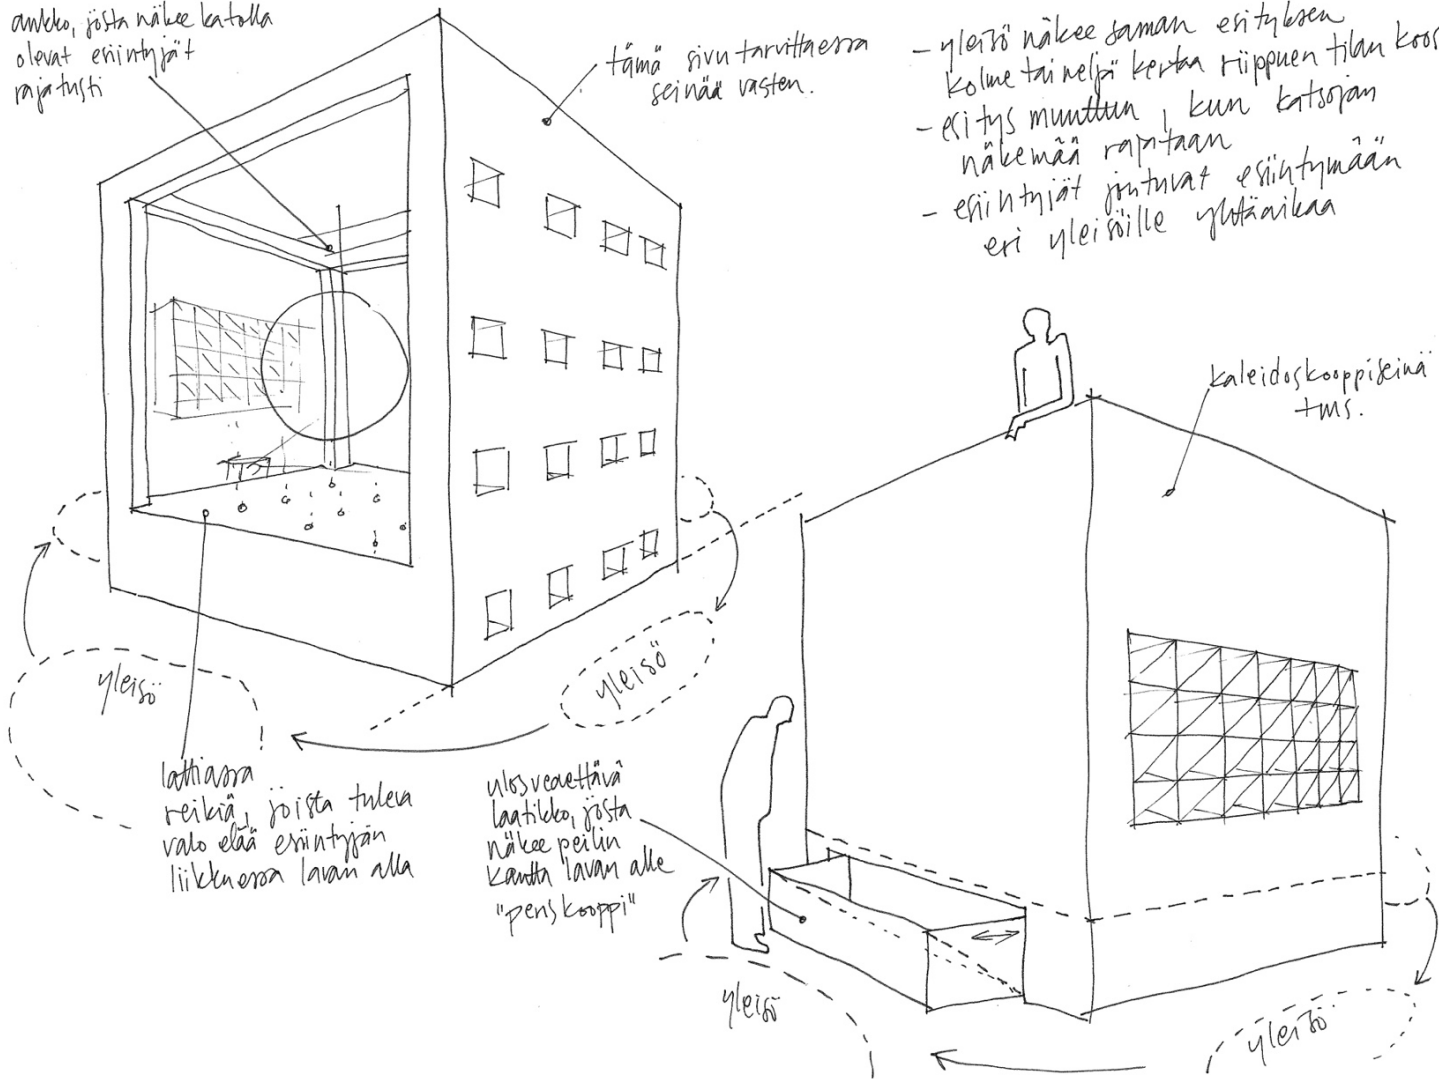 aukko, josta näkee katolla
olevat esiintyjät
rajatusti
tämä sivu tarvittaessa
seinää vasten.
- yleisö näkee saman esityksen
kolme tai neljä kertaa riippuen tilan koos
- esitys muuttuu, kun katsojan
näkemää rajataan
- esiintyjät joutuvat esiintymään
eri yleisöille yhtäaikaa
kaleidoskooppiseinä
tms.
yleisö
yleisö
lattiassa
reikiä, joista tuleva
valo elää esiintyjän
liikkuessa lavan alla
ulosvedettävä
laatikko, josta
näkee peilin
kautta lavan alle
"periskooppi"
yleisö
yleisö